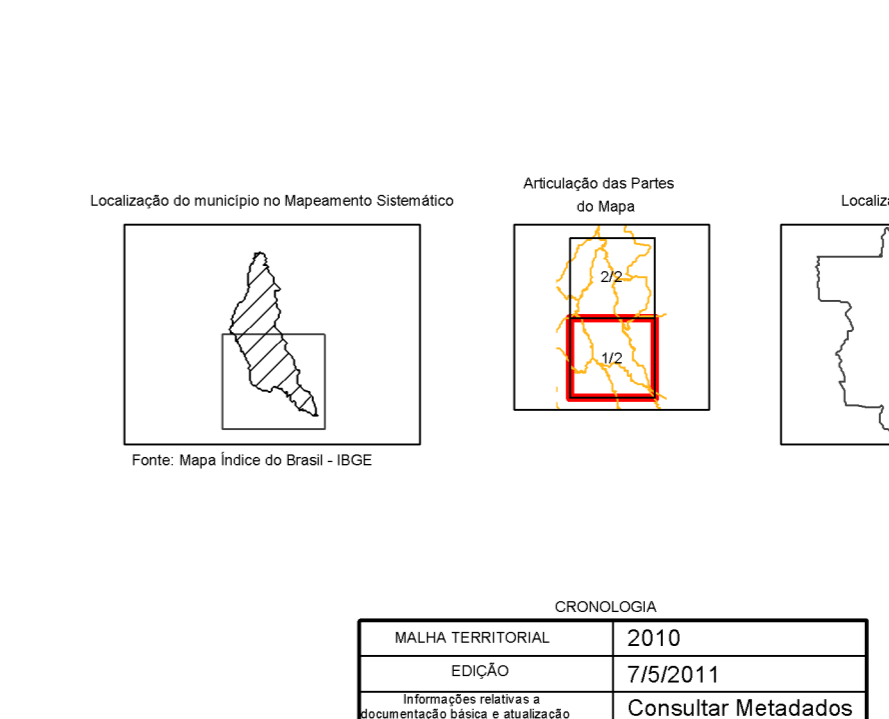 Localização do município no Mapeamento Sistemático
Articulação das Partes
do Mapa
Localiz
2/2
1/2
Fonte: Mapa Índice do Brasil - IBGE
CRONOLOGIA
MALHA TERRITORIAL 2010
EDIÇÃO 7/5/2011
Informações relativas a
documentação básica e atualização
Consultar Metadados